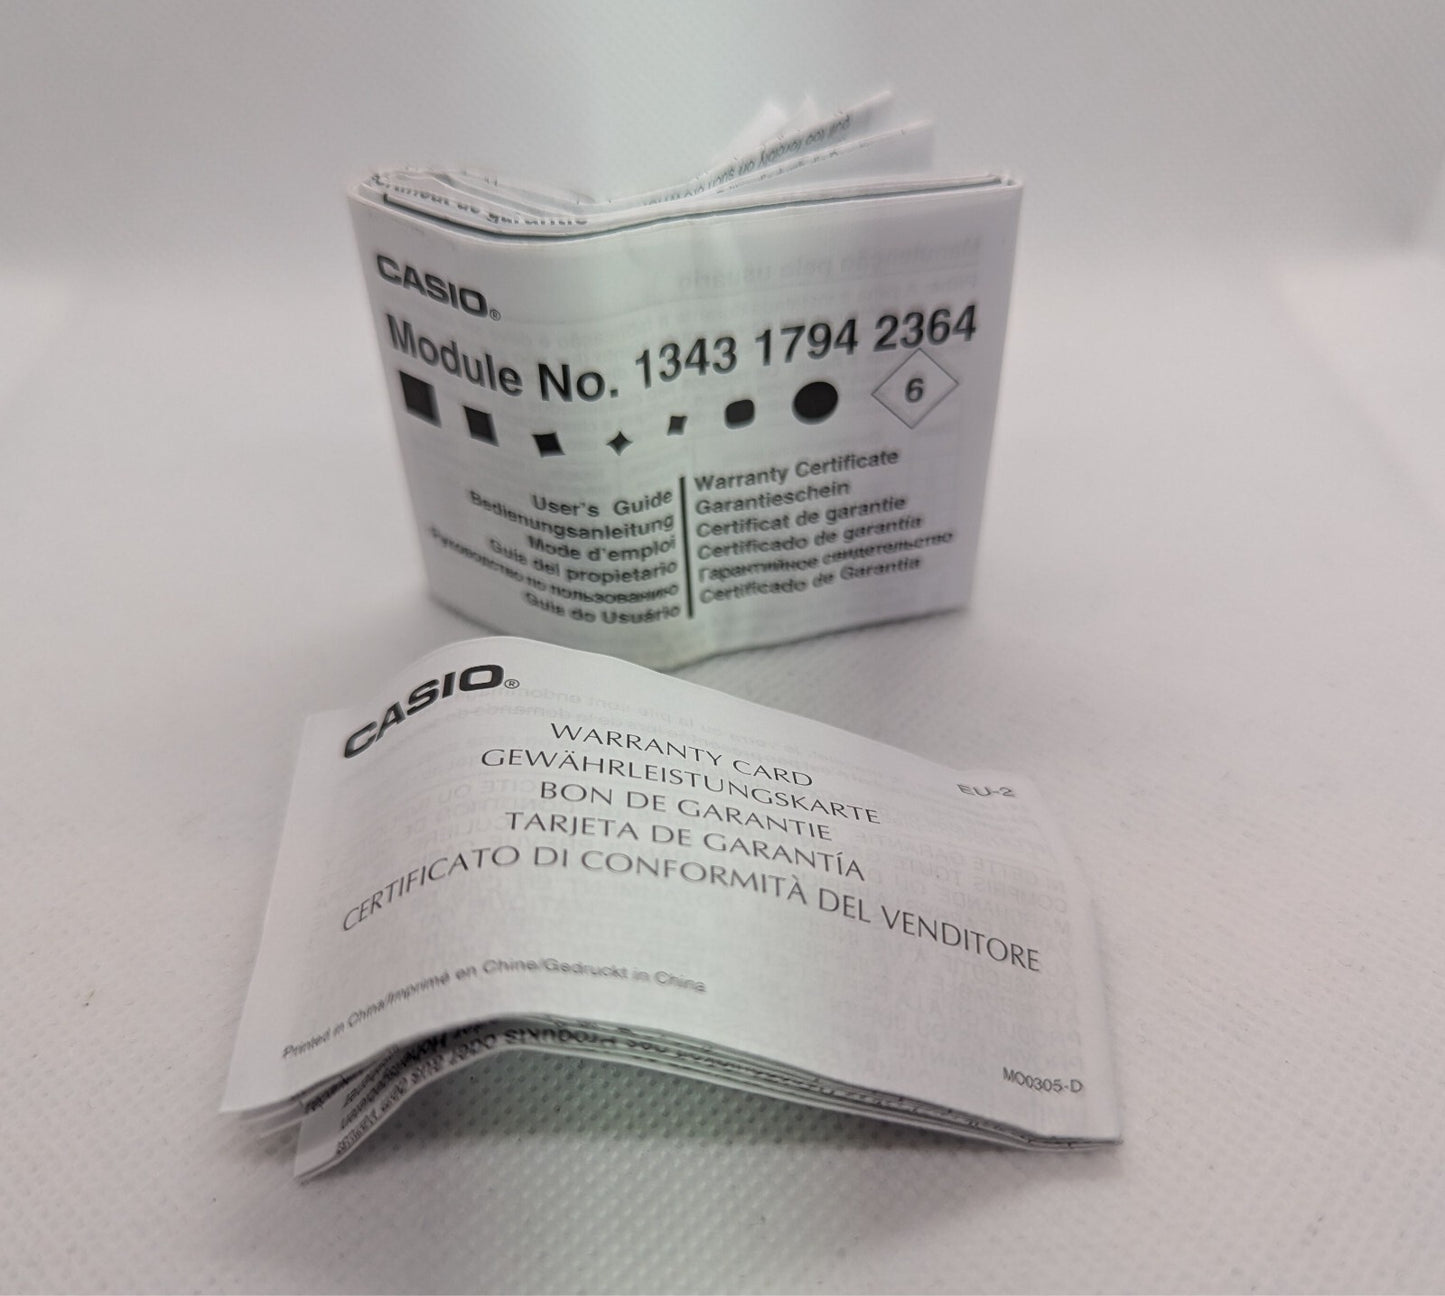 CASIO®
Module No. 1343 1794 2364
6
User's Guide
Bedienungsanleitung
Mode d'emploi
Guía del propietario
Руководство по пользованию
Guia do Usuário
Warranty Certificate
Garantieschein
Certificat de garantie
Certificado de garantía
Гарантийное свидетельство
Certificado de Garantia
CASIO®
WARRANTY CARD
GEWÄHRLEISTUNGSKARTE
BON DE GARANTIE
TARJETA DE GARANTÍA
CERTIFICATO DI CONFORMITÀ DEL VENDITORE
EU-2
Printed in China/Imprimé en Chine/Gedruckt in China
MO0305-D